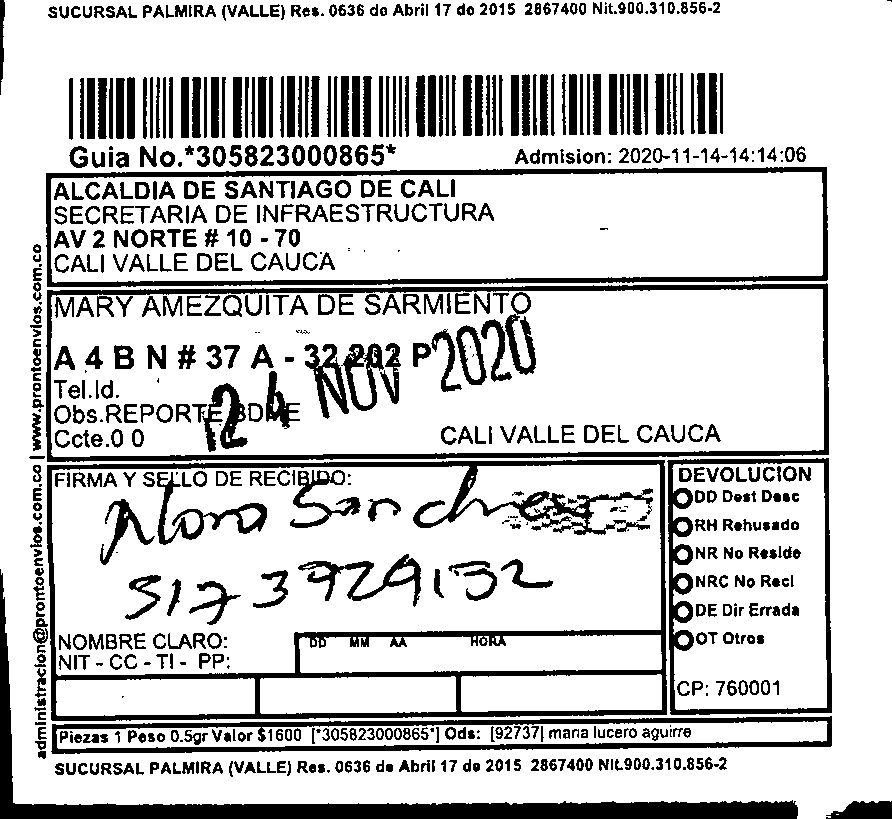 SUCURSAL PALMIRA (VALLE) Res. 0636 de Abril 17 de 2015 2867400 Nit.900.310.856-2
Guia No.*305823000865*
Admision: 2020-11-14-14:14:06
ALCALDIA DE SANTIAGO DE CALI
SECRETARIA DE INFRAESTRUCTURA
AV 2 NORTE # 10 - 70
CALI VALLE DEL CAUCA
MARY AMEZQUITA DE SARMIENTO
A 4 B N # 37 A - 32 202 P
24 NOV 2020
Tel.Id.
Obs.REPORTE BDME
Ccte.0 0
CALI VALLE DEL CAUCA
FIRMA Y SELLO DE RECIBIDO:
Nora Sanchez
317 3929132
NOMBRE CLARO:
NIT - CC - TI - PP:
DD MM AA HORA
DEVOLUCION
DD Dest Desc
RH Rehusado
NR No Reside
NRC No Recl
DE Dir Errada
OT Otros
CP: 760001
Piezas 1 Peso 0.5gr Valor $1600 [*305823000865*] Ods: [92737] maria lucero aguirre
SUCURSAL PALMIRA (VALLE) Res. 0636 de Abril 17 de 2015 2867400 Nit.900.310.856-2
administracion@prontoenvios.com.co | www.prontoenvios.com.co